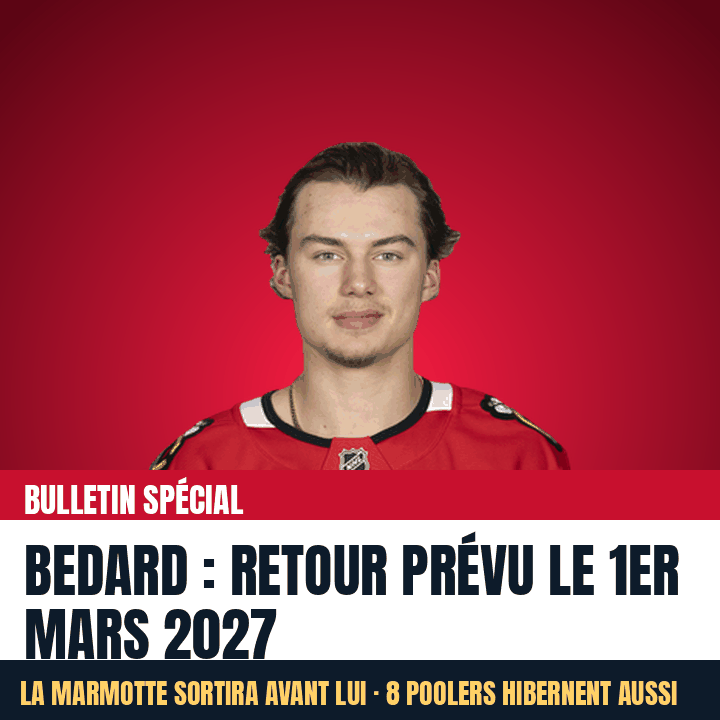 BULLETIN SPÉCIAL
BEDARD : RETOUR PRÉVU LE 1ER
MARS 2027
LA MARMOTTE SORTIRA AVANT LUI · 8 POOLERS HIBERNENT AUSSI